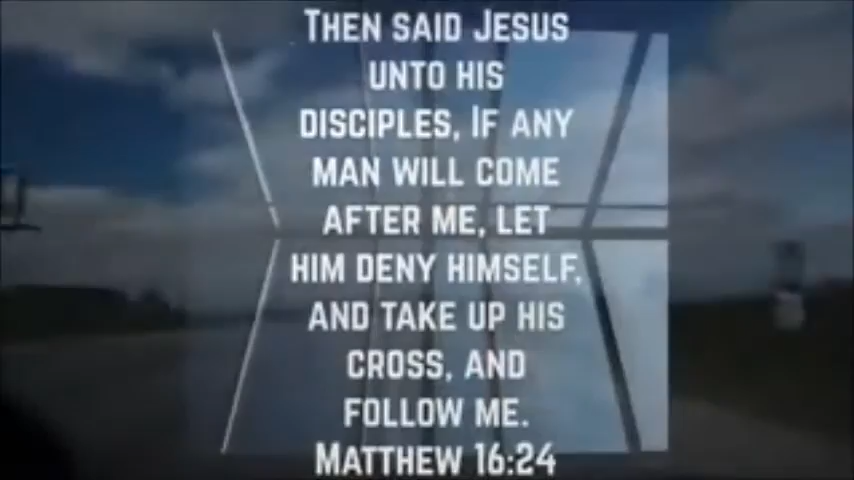 Then said Jesus
unto his
disciples, If any
man will come
after me, let
him deny himself,
and take up his
cross, and
follow me.
Matthew 16:24